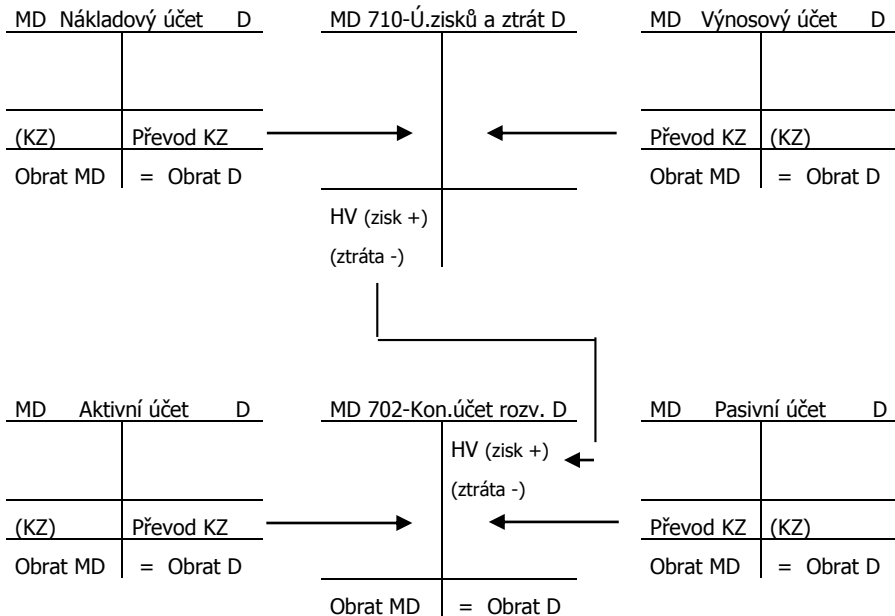 MD Nákladový účet D
MD 710-Ú.zisků a ztrát D
MD Výnosový účet D
(KZ) Převod KZ
Převod KZ (KZ)
Obrat MD = Obrat D
Obrat MD = Obrat D
HV (zisk +)
(ztráta -)
MD Aktivní účet D
MD 702-Kon.účet rozv. D
MD Pasivní účet D
HV (zisk +)
(ztráta -)
(KZ) Převod KZ
Převod KZ (KZ)
Obrat MD = Obrat D
Obrat MD = Obrat D
Obrat MD = Obrat D